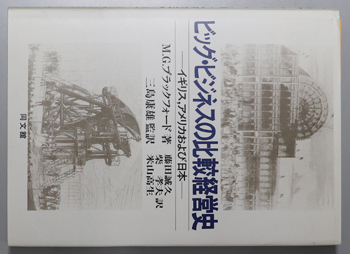 ビッグ・ビジネスの比較経営史
――イギリス、アメリカおよび日本――
M.G.ブラックフォード 著
三島康雄 監訳
藤田誠久
柴 孝夫 訳
米山高生
同文舘